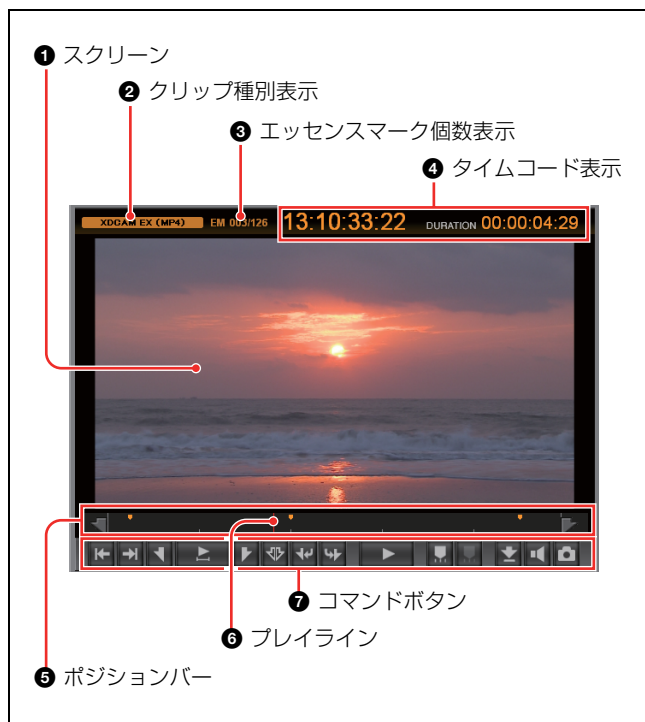 ❶ スクリーン
❷ クリップ種別表示
❸ エッセンスマーク個数表示
❹ タイムコード表示
XDCAM EX (MP4) EM 003/126 13:10:33:22 DURATION 00:00:04:29
❼ コマンドボタン
❻ プレイライン
❺ ポジションバー